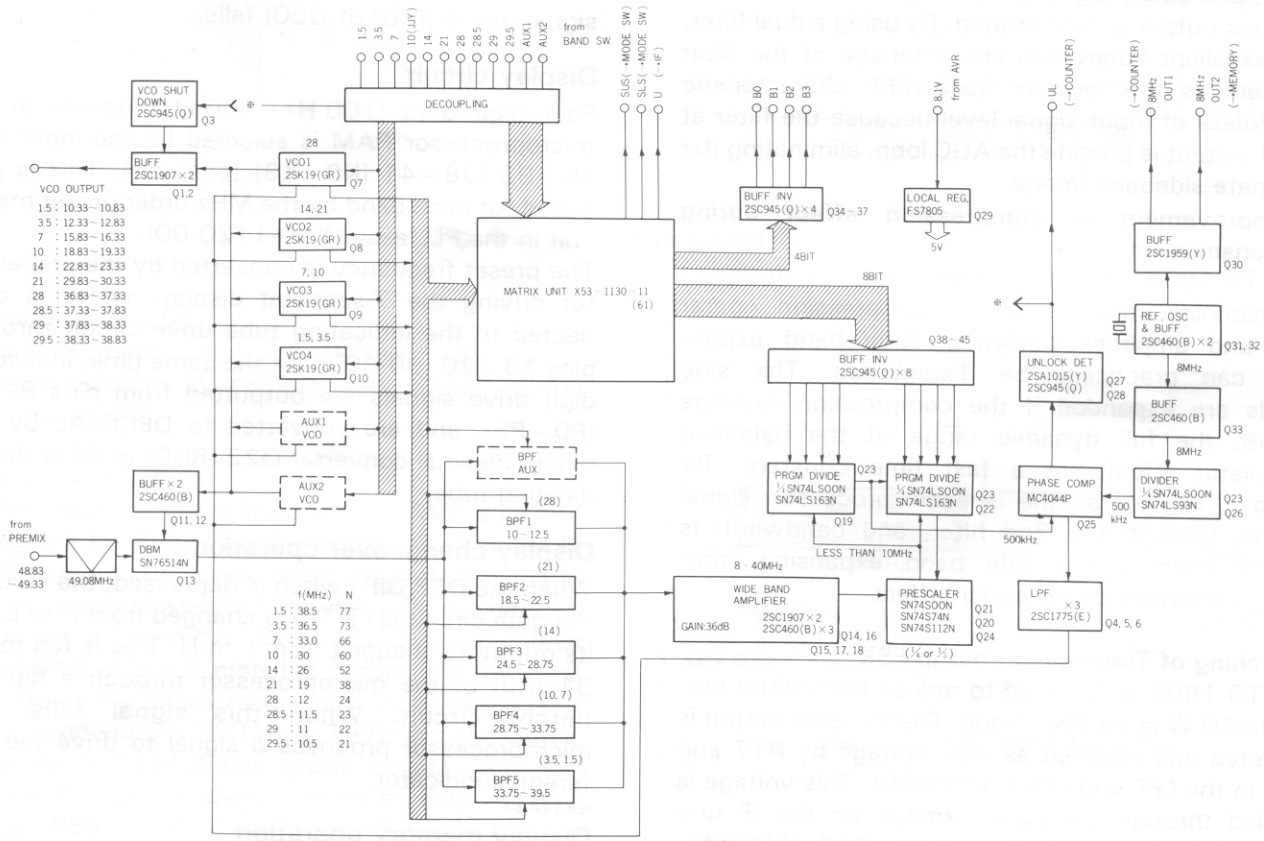 1.5
3.5
7
10 (JJY)
14
21
28
28.5
29
29.5
AUX1
AUX2
from
BAND SW.
SUS(→MODE SW)
SLS(→MODE SW)
U (→IF)
B0
B1
B2
B3
8.1V
from AVR
UL
(→COUNTER)
(→COUNTER)
8MHz
OUT1
8MHz
OUT2
(→MEMORY)
VCO SHUT
DOWN
2SC945(Q)
Q3
※
DECOUPLING
BUFF
2SC1907×2
Q1,2
28
VCO1
2SK19(GR)
Q7
14, 21
VCO2
2SK19(GR)
Q8
7, 10
VCO3
2SK19(GR)
Q9
1.5, 3.5
VCO4
2SK19(GR)
Q10
AUX1
VCO
AUX2
VCO
VCO OUTPUT
1.5 : 10.33~10.83
3.5 : 12.33~12.83
7 : 15.83~16.33
10 : 18.83~19.33
14 : 22.83~23.33
21 : 29.83~30.33
28 : 36.83~37.33
28.5 : 37.33~37.83
29 : 37.83~38.33
29.5 : 38.33~38.83
MATRIX UNIT X53-1130-11
(61)
BUFF INV
2SC945(Q)×4
Q34~37
4BIT
LOCAL REG.
FS7805
Q29
5V
8BIT
BUFF INV
2SC945(Q)×8
Q38~45
※
UNLOCK DET
2SA1015(Y)
2SC945(Q)
Q27
Q28
BUFF
2SC1959(Y)
Q30
REF. OSC
& BUFF
2SC460(B)×2
Q31, 32
8MHz
BUFF
2SC460(B)
Q33
8MHz
DIVIDER
¼SN74LS00N
SN74LS93N
Q23
Q26
500
kHz
PHASE COMP
MC4044P
Q25
500kHz
LPF
×3
2SC1775(E)
Q4, 5, 6
PRGM DIVIDE
¼SN74LS00N
SN74LS163N
Q23
Q19
PRGM DIVIDE
¼SN74LS00N
SN74LS163N
Q23
Q22
LESS THAN 10MHz
PRESCALER
SN74S00N
SN74S74N
SN74S112N
Q21
Q20
Q24
(¼ or ⅕)
8~40MHz
WIDE BAND
AMPLIFIER
GAIN:36dB
2SC1907×2
2SC460(B)×3
Q14, 16
Q15, 17, 18
BUFF×2
2SC460(B)
Q11, 12
from
PREMIX
48.83
~49.33
49.08MHz
DBM
SN76514N
Q13
BPF
AUX
(28)
BPF1
10~12.5
(21)
BPF2
18.5~22.5
(14)
BPF3
24.5~28.75
(10, 7)
BPF4
28.75~33.75
(3.5, 1.5)
BPF5
33.75~39.5
f(MHz) N
1.5 : 38.5 77
3.5 : 36.5 73
7 : 33.0 66
10 : 30 60
14 : 26 52
21 : 19 38
28 : 12 24
28.5 : 11.5 23
29 : 11 22
29.5 : 10.5 21